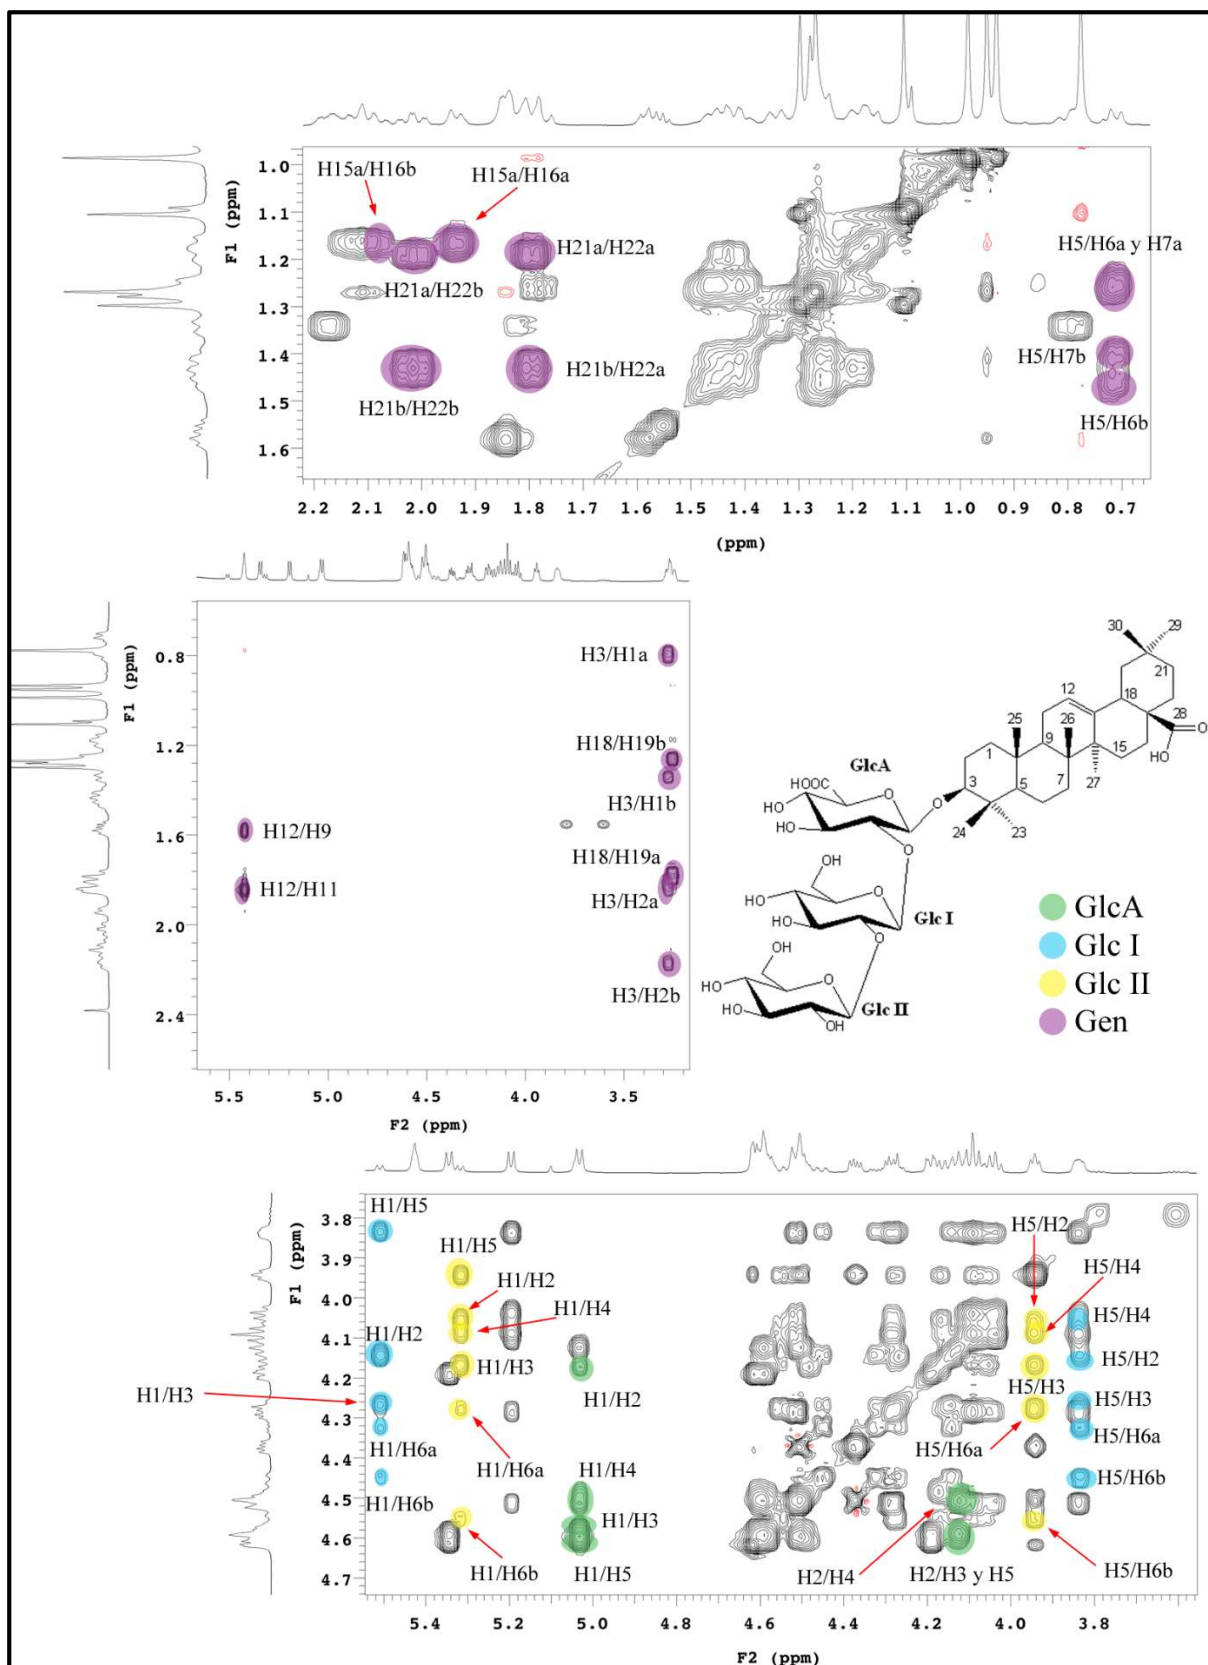 H15a/H16b
H15a/H16a
H21a/H22a
H21a/H22b
H21b/H22a
H21b/H22b
H5/H6a y H7a
H5/H7b
H5/H6b
F1 (ppm)
1.0
1.1
1.2
1.3
1.4
1.5
1.6
2.2 2.1 2.0 1.9 1.8 1.7 1.6 1.5 1.4 1.3 1.2 1.1 1.0 0.9 0.8 0.7
(ppm)
F1 (ppm)
0.8
1.2
1.6
2.0
2.4
H3/H1a
H18/H19b
H3/H1b
H12/H9
H18/H19a
H12/H11
H3/H2a
H3/H2b
5.5 5.0 4.5 4.0 3.5
F2 (ppm)
30
29
21
12
18
28
O
HO
25
26
9
15
27
1
3
5
7
24
23
O
GlcA
HOOC
HO
HO
O
O
OH
HO
HO
O
O
Glc I
OH
HO
HO
O
OH
Glc II
GlcA
Glc I
Glc II
Gen
F1 (ppm)
3.8
3.9
4.0
4.1
4.2
4.3
4.4
4.5
4.6
4.7
H1/H5
H1/H5
H1/H2
H1/H4
H1/H2
H1/H3
H1/H3
H1/H2
H1/H6a
H1/H6a
H1/H4
H1/H6b
H1/H3
H1/H6b
H1/H5
H5/H2
H5/H4
H5/H4
H5/H2
H5/H3
H5/H3
H5/H6a
H5/H6a
H5/H6b
H2/H4
H2/H3 y H5
H5/H6b
5.4 5.2 5.0 4.8 4.6 4.4 4.2 4.0 3.8
F2 (ppm)